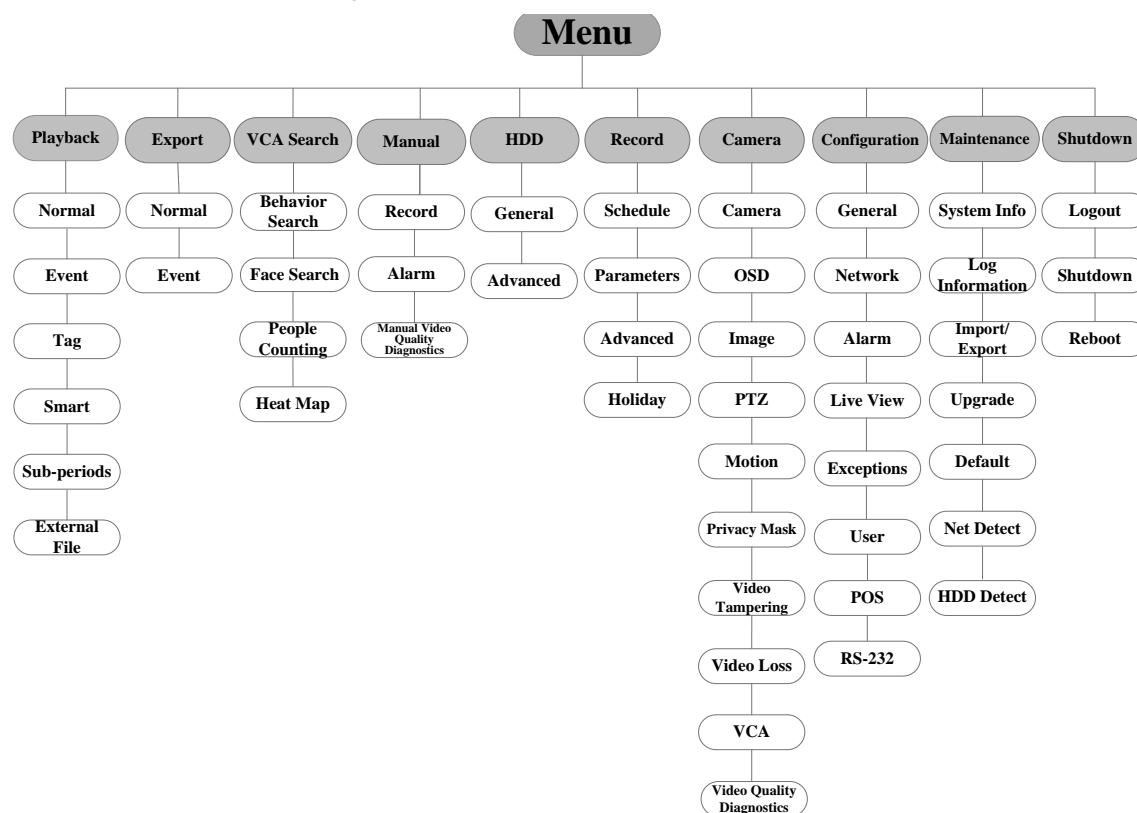 Menu
Playback
Export
VCA Search
Manual
HDD
Record
Camera
Configuration
Maintenance
Shutdown
Normal
Event
Tag
Smart
Sub-periods
External
File
Normal
Event
Behavior
Search
Face Search
People
Counting
Heat Map
Record
Alarm
Manual Video
Quality
Diagnostics
General
Advanced
Schedule
Parameters
Advanced
Holiday
Camera
OSD
Image
PTZ
Motion
Privacy Mask
Video
Tampering
Video Loss
VCA
Video Quality
Diagnostics
General
Network
Alarm
Live View
Exceptions
User
POS
RS-232
System Info
Log
Information
Import/
Export
Upgrade
Default
Net Detect
HDD Detect
Logout
Shutdown
Reboot